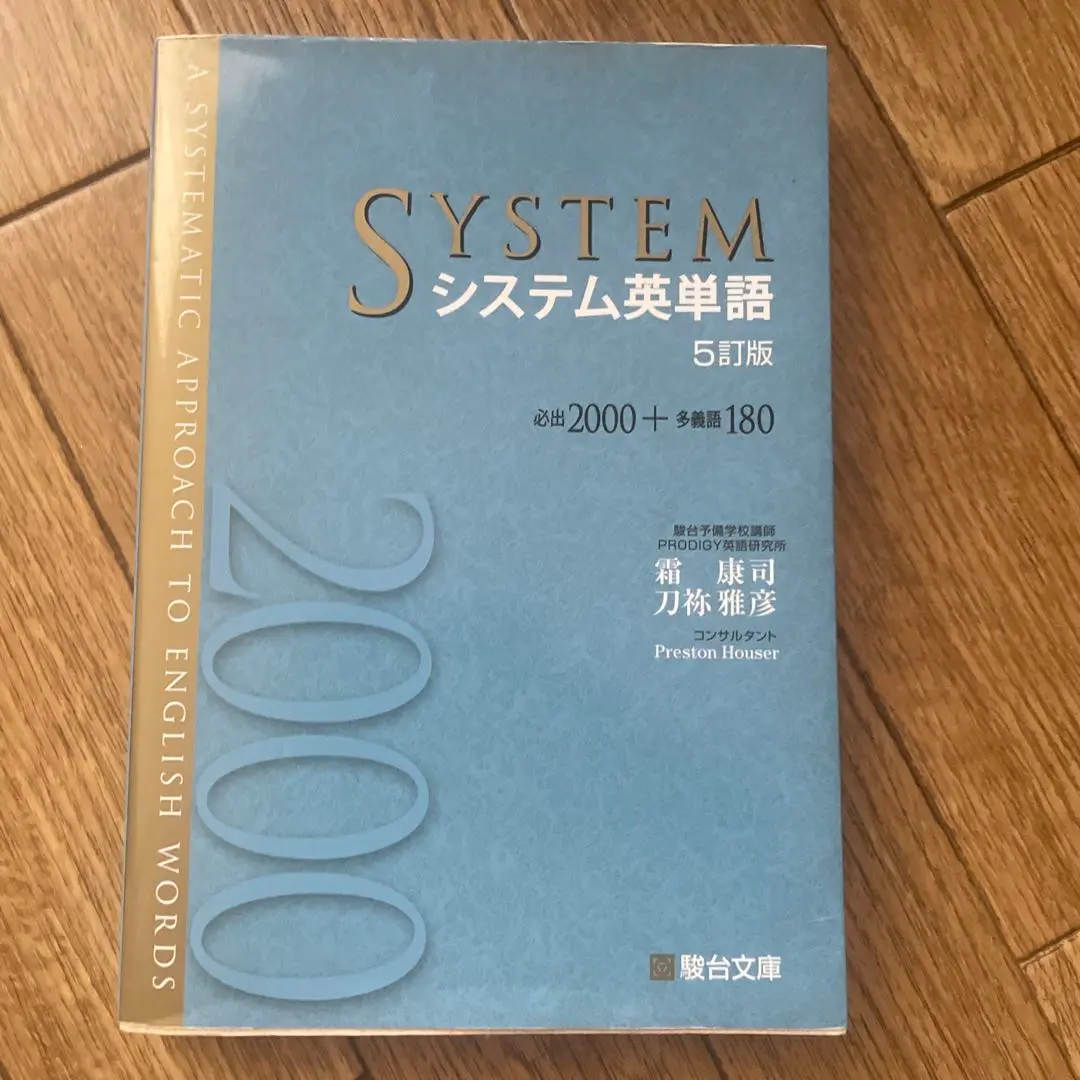 A SYSTEMATIC APPROACH TO ENGLISH WORDS
SYSTEM
システム英単語
5訂版
必出2000＋多義語180
2000
駿台予備学校講師
PRODIGY英語研究所
霜 康司
刀祢 雅彦
コンサルタント
Preston Houser
駿台文庫